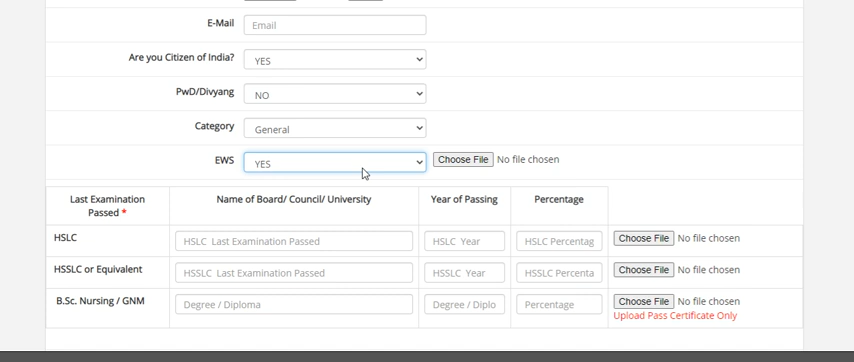 E-Mail Email
Are you Citizen of India? YES
PwD/Divyang NO
Category General
EWS YES Choose File No file chosen
Last Examination Passed * Name of Board/ Council/ University Year of Passing Percentage
HSLC HSLC Last Examination Passed HSLC Year HSLC Percentag Choose File No file chosen
HSSLC or Equivalent HSSLC Last Examination Passed HSSLC Year HSSLC Percenta Choose File No file chosen
B.Sc. Nursing / GNM Degree / Diploma Degree / Diplo Percentage Choose File No file chosen
Upload Pass Certificate Only